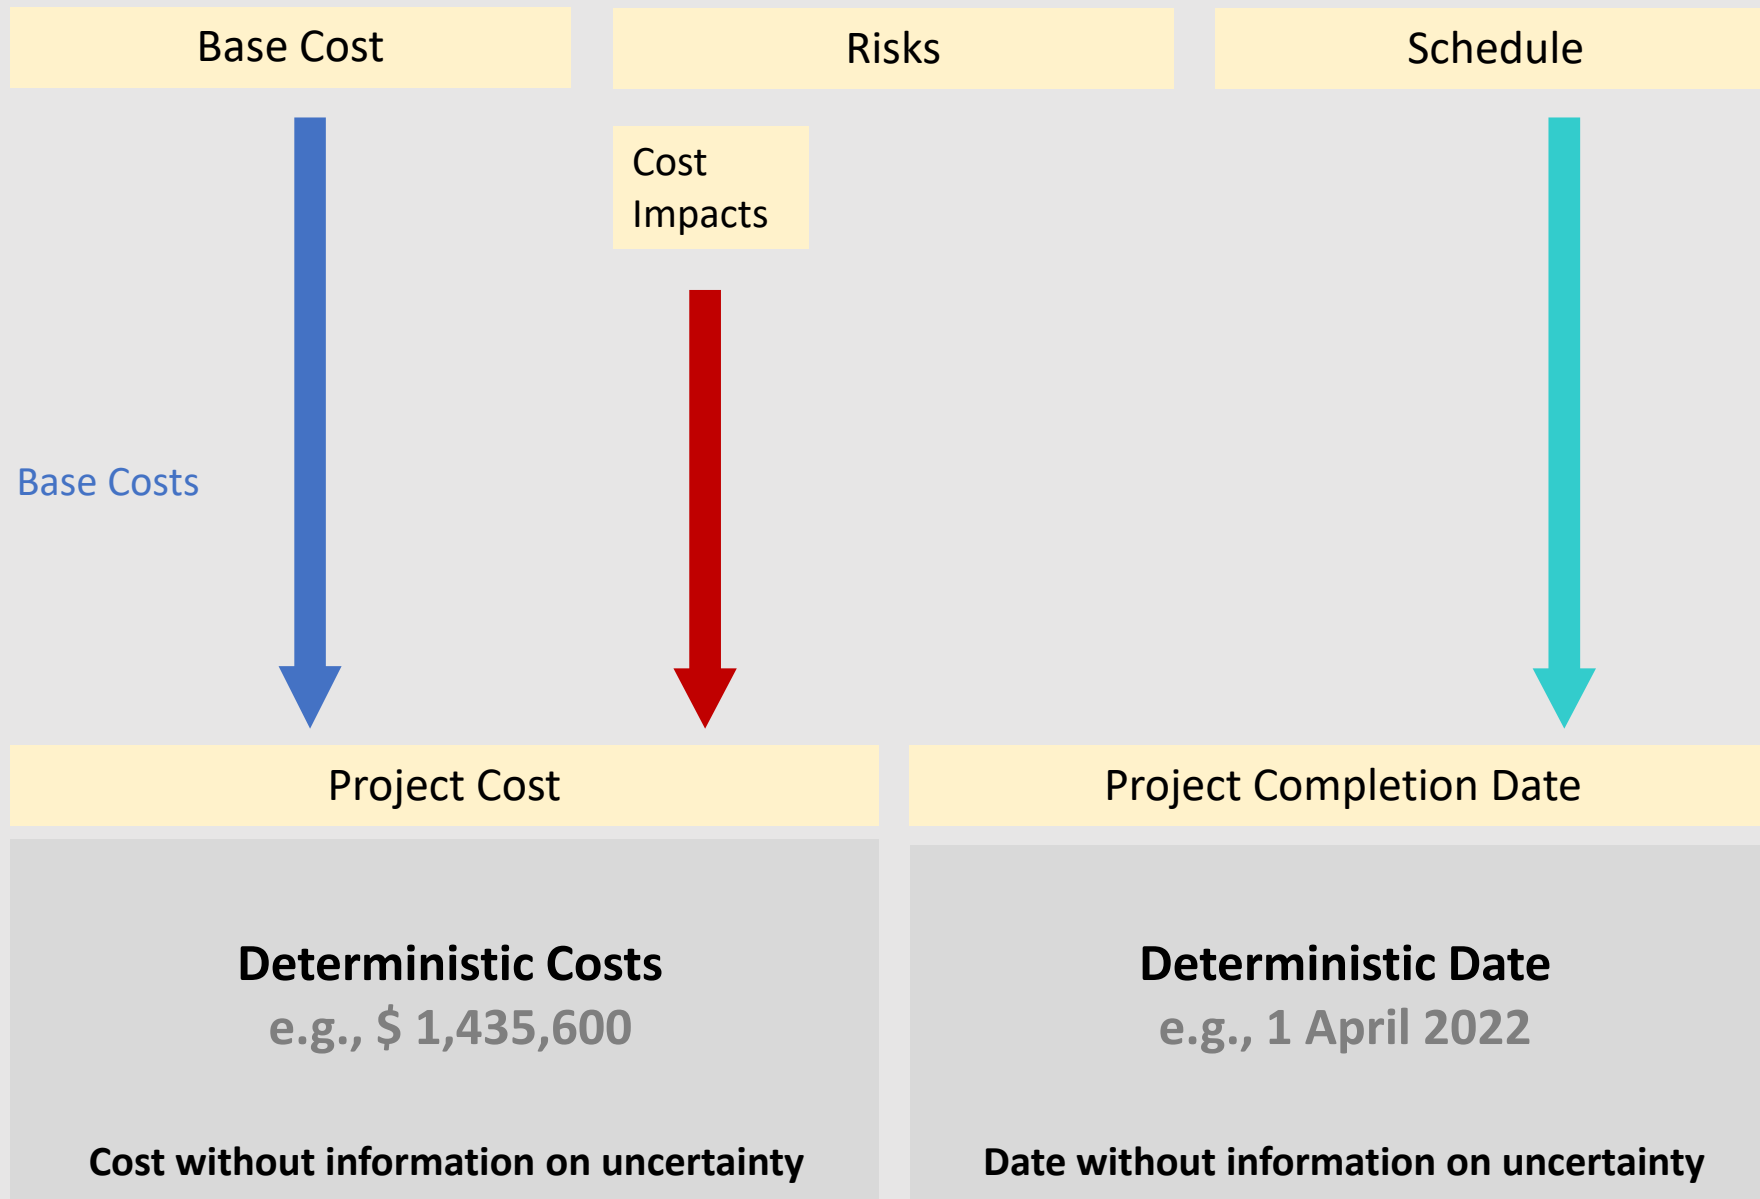 Base Cost
Risks
Schedule
Cost
Impacts
Base Costs
Project Cost
Project Completion Date
Deterministic Costs
e.g., $ 1,435,600
Cost without information on uncertainty
Deterministic Date
e.g., 1 April 2022
Date without information on uncertainty